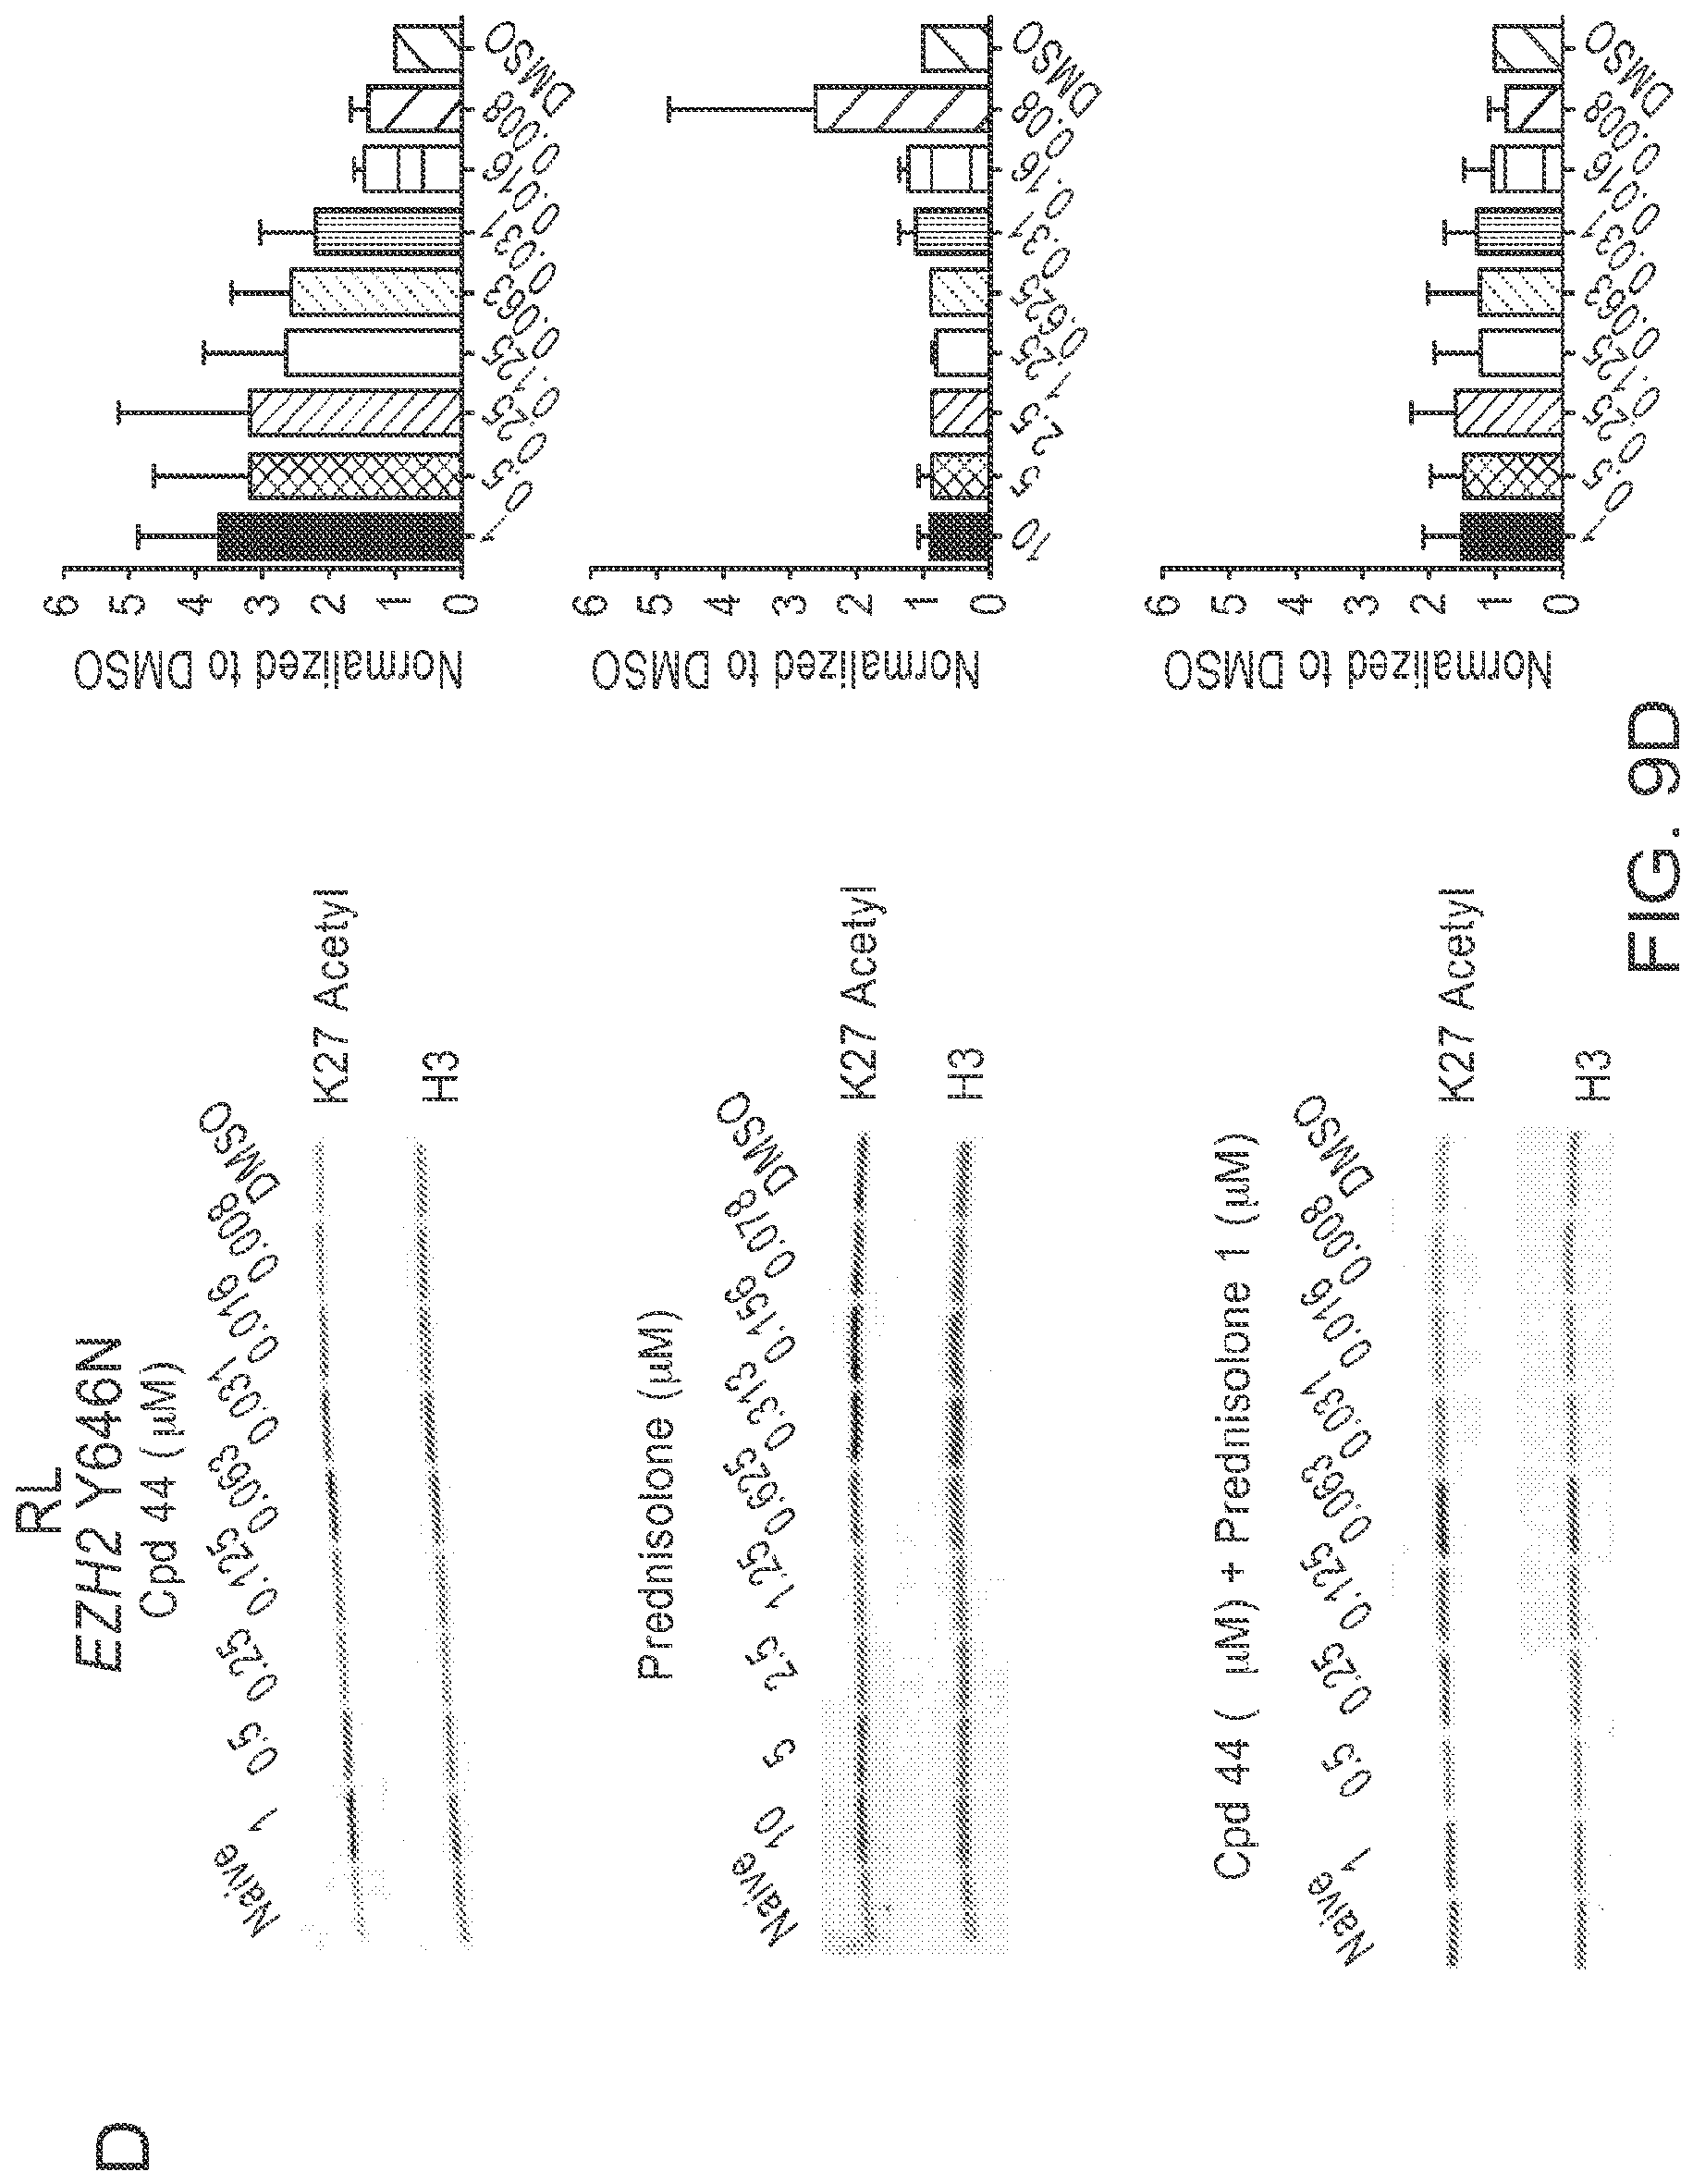 D
RL
EZH2 Y646N
Cpd 44 (µM)
Naive 1 0.5 0.25 0.125 0.063 0.031 0.016 0.008 DMSO
K27 Acetyl
H3
Normalized to DMSO
6
5
4
3
2
1
0
1 0.5 0.25 0.125 0.063 0.031 0.016 0.008 DMSO
Prednisolone (µM)
Naive 10 5 2.5 1.25 0.625 0.313 0.156 0.078 DMSO
K27 Acetyl
H3
Normalized to DMSO
6
5
4
3
2
1
0
10 5 2.5 1.25 0.625 0.31 0.16 0.08 DMSO
Cpd 44 ( µM) + Prednisolone 1 (µM)
Naive 1 0.5 0.25 0.125 0.063 0.031 0.016 0.008 DMSO
K27 Acetyl
H3
Normalized to DMSO
6
5
4
3
2
1
0
1 0.5 0.25 0.125 0.063 0.031 0.016 0.008 DMSO
FIG. 9D